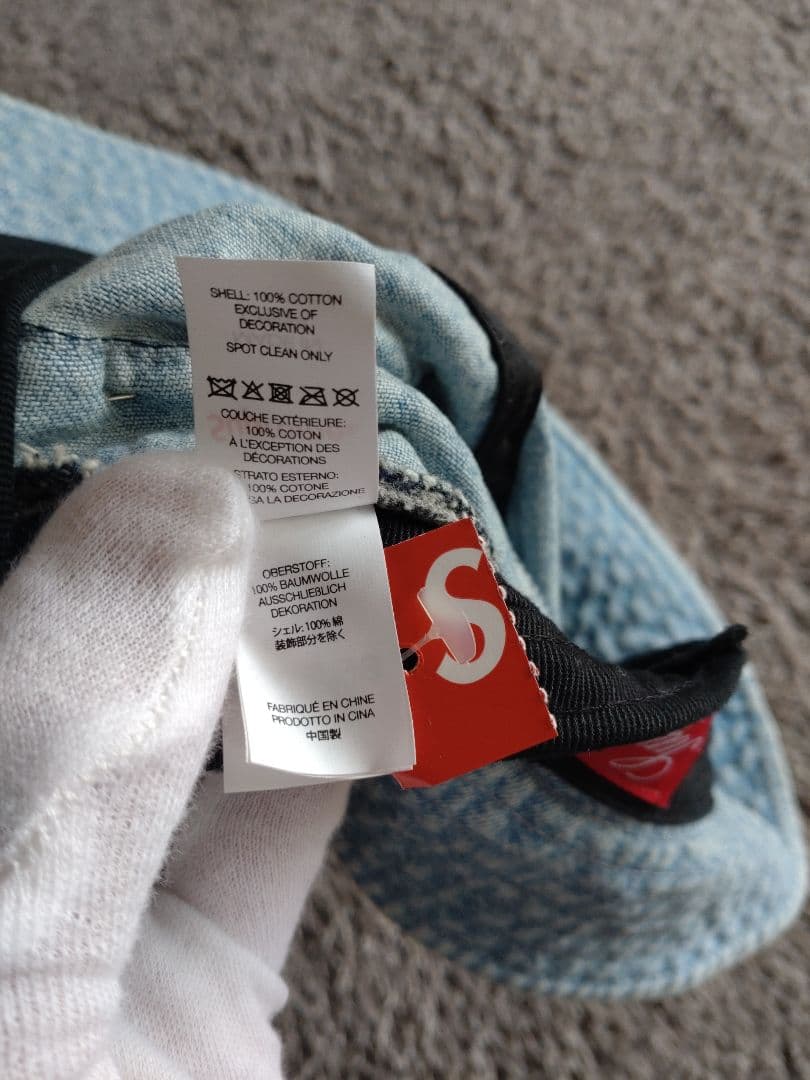 SHELL: 100% COTTON
EXCLUSIVE OF
DECORATION
SPOT CLEAN ONLY
COUCHE EXTÉRIEURE:
100% COTON
À L'EXCEPTION DES
DÉCORATIONS
STRATO ESTERNO:
100% COTONE
LA DECORAZIONE
OBERSTOFF:
100% BAUMWOLLE
AUSSCHLIEßLICH
DEKORATION
シェル:100% 綿
装飾部分を除く
FABRIQUÉ EN CHINE
PRODOTTO IN CINA
中国製
S